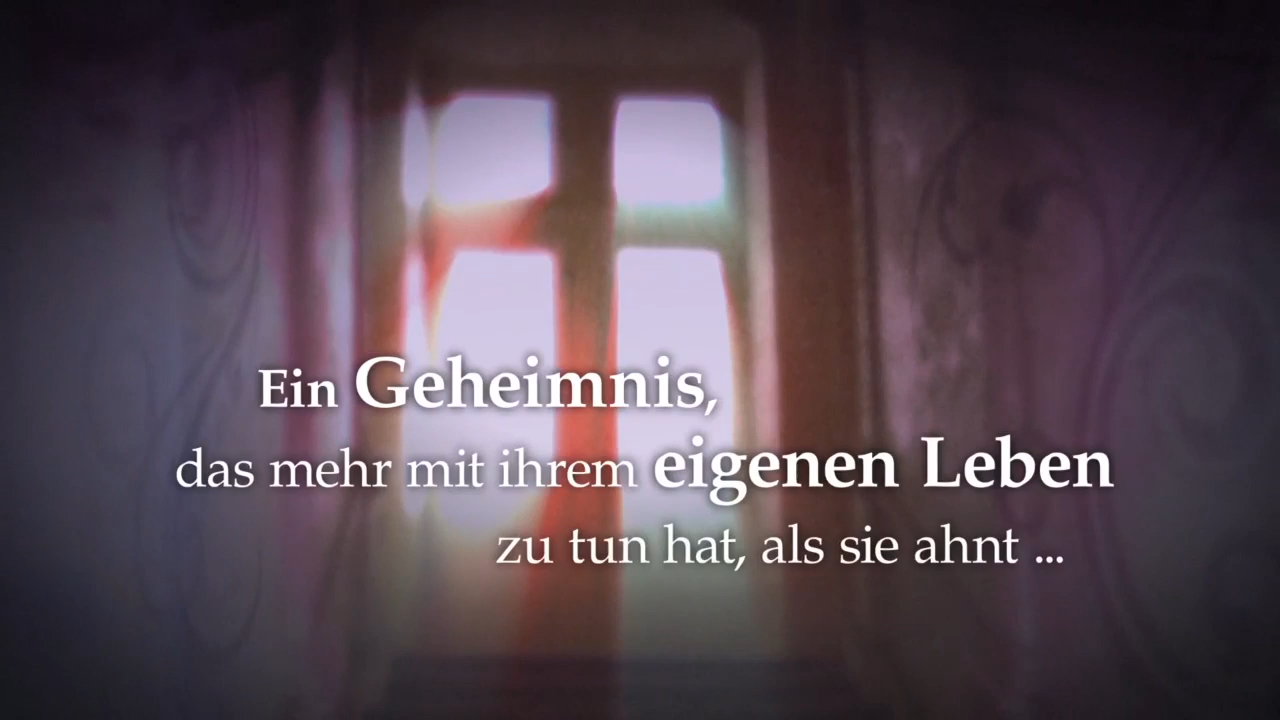 Ein Geheimnis,
das mehr mit ihrem eigenen Leben
zu tun hat, als sie ahnt ...